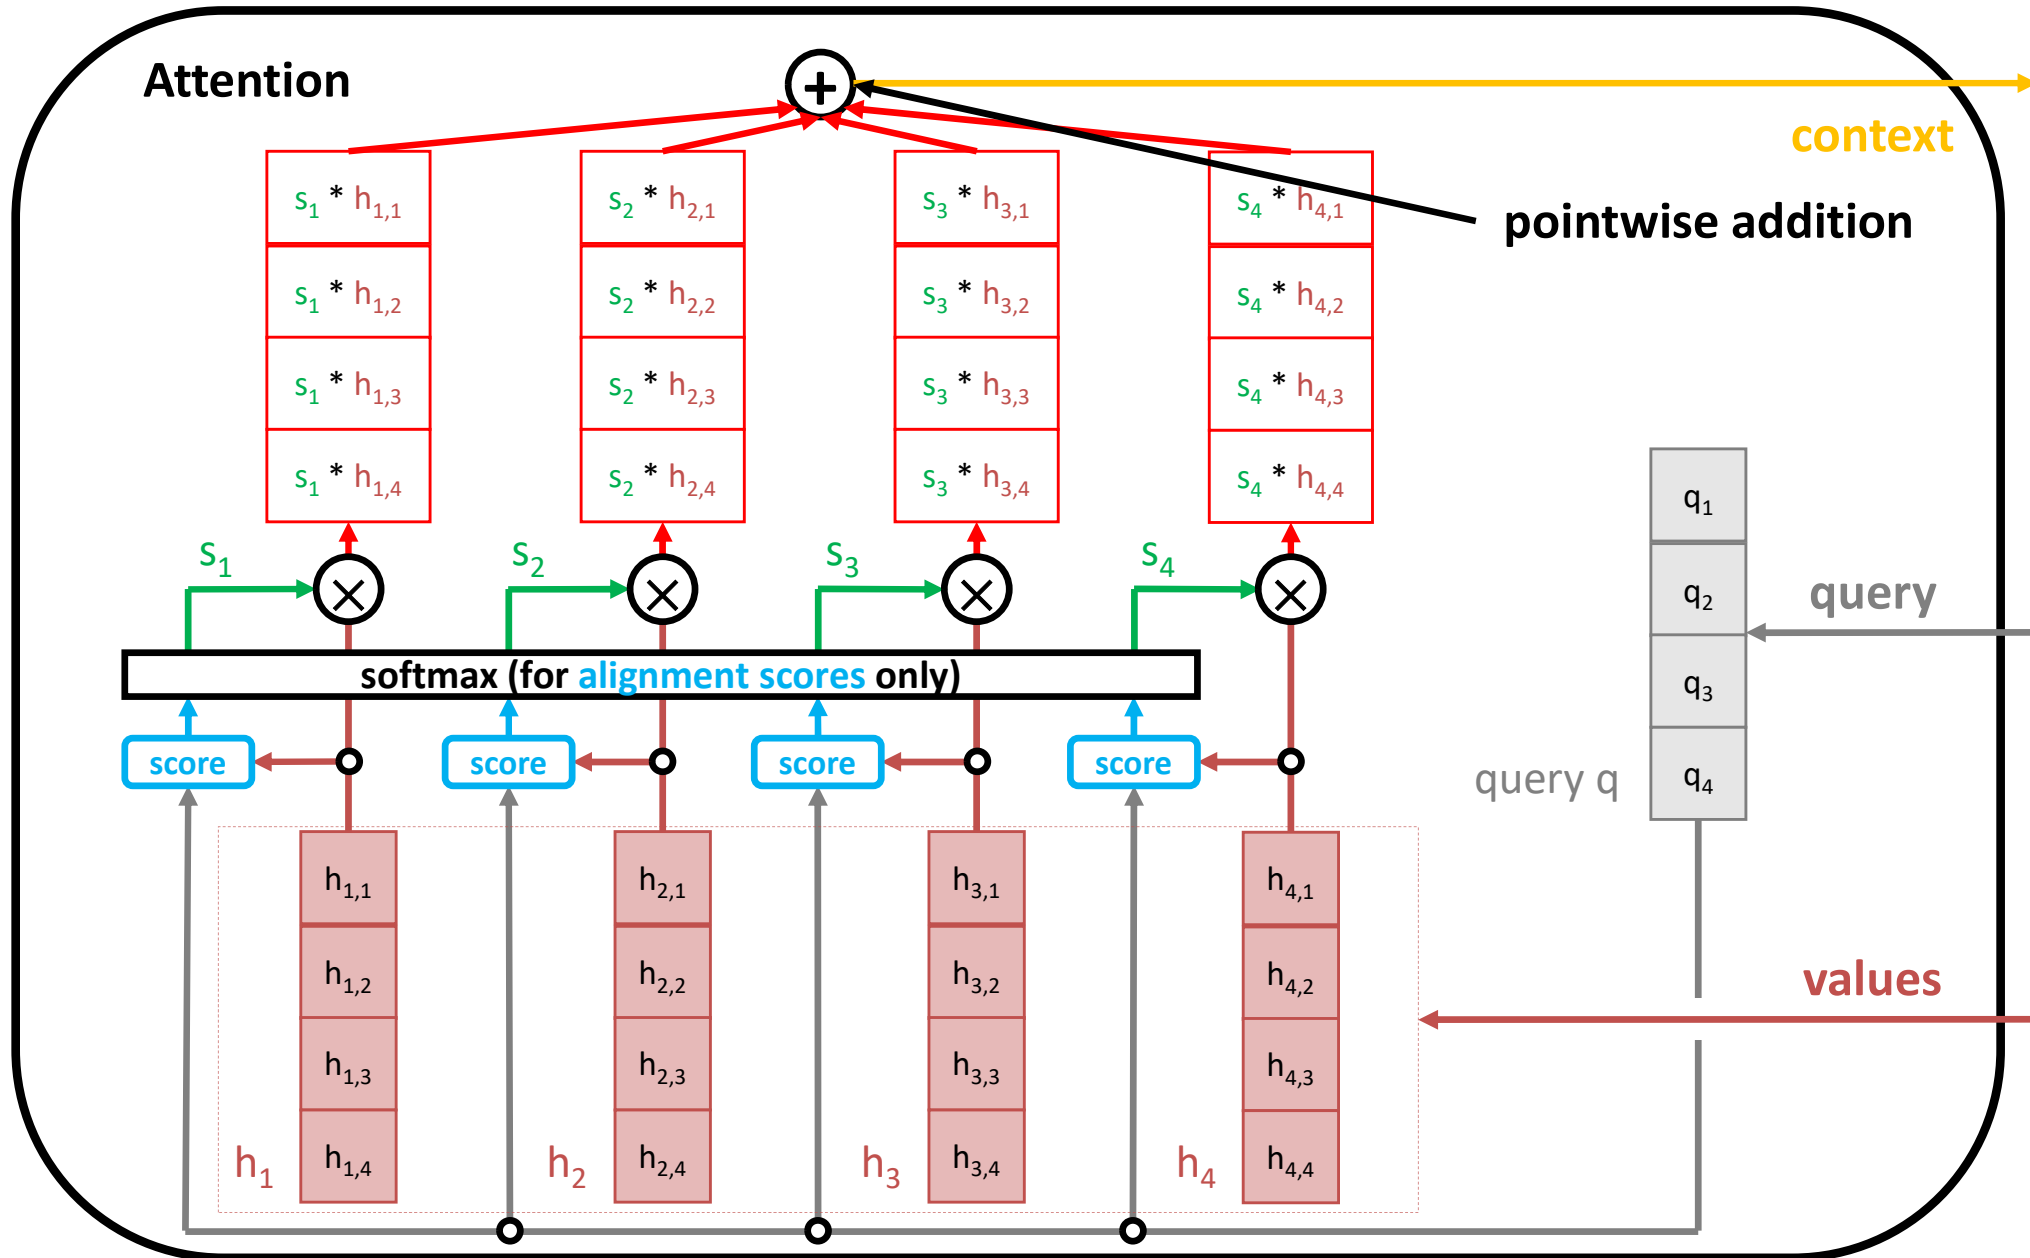 Attention
+
context
pointwise addition
s1 * h1,1 s2 * h2,1 s3 * h3,1 s4 * h4,1
s1 * h1,2 s2 * h2,2 s3 * h3,2 s4 * h4,2
s1 * h1,3 s2 * h2,3 s3 * h3,3 s4 * h4,3
s1 * h1,4 s2 * h2,4 s3 * h3,4 s4 * h4,4
s1 s2 s3 s4
× × × ×
softmax (for alignment scores only)
score score score score
q1
q2
q3
q4
query
query q
h1,1 h2,1 h3,1 h4,1
h1,2 h2,2 h3,2 h4,2
h1,3 h2,3 h3,3 h4,3
h1 h1,4 h2 h2,4 h3 h3,4 h4 h4,4
values